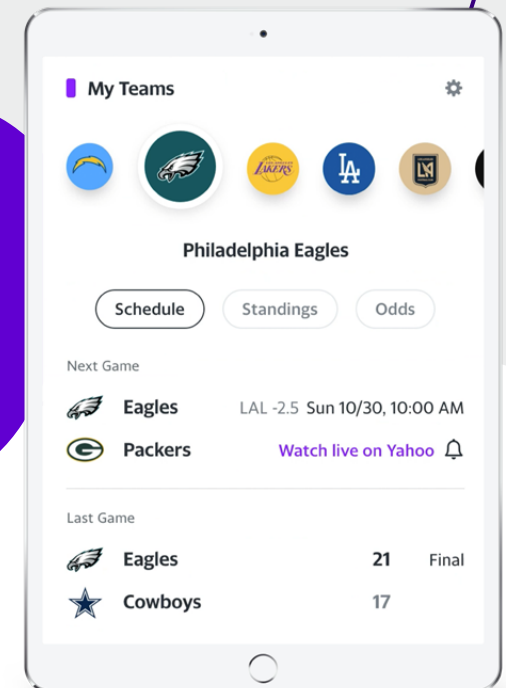 My Teams
LAKERS
LA
LA
Philadelphia Eagles
Schedule
Standings
Odds
Next Game
Eagles
LAL -2.5 Sun 10/30, 10:00 AM
G
Packers
Watch live on Yahoo
Last Game
Eagles
21
Final
Cowboys
17